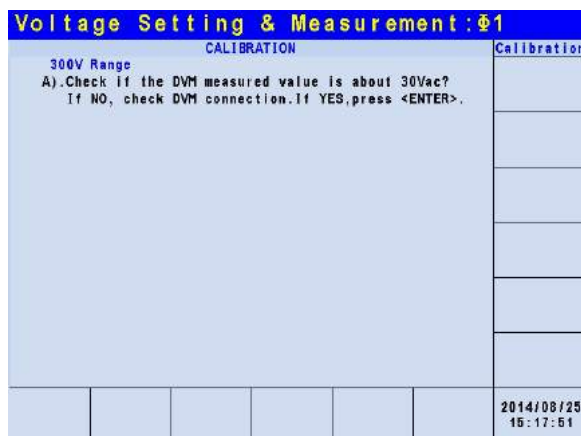 Voltage Setting & Measurement:Φ1
CALIBRATION
Calibration
300V Range
A).Check if the DVM measured value is about 30Vac?
If NO, check DVM connection.If YES,press <ENTER>.
2014/08/25
15:17:51